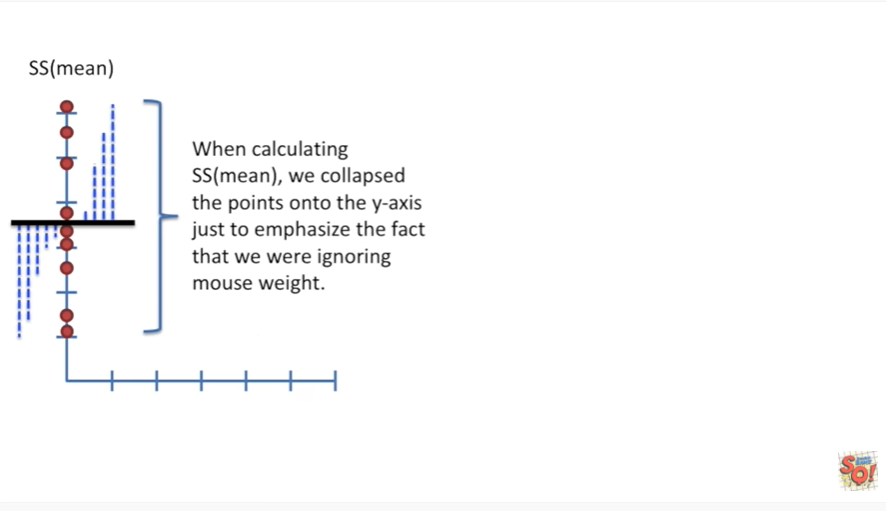 SS(mean)
When calculating
SS(mean), we collapsed
the points onto the y-axis
just to emphasize the fact
that we were ignoring
mouse weight.
SQ!